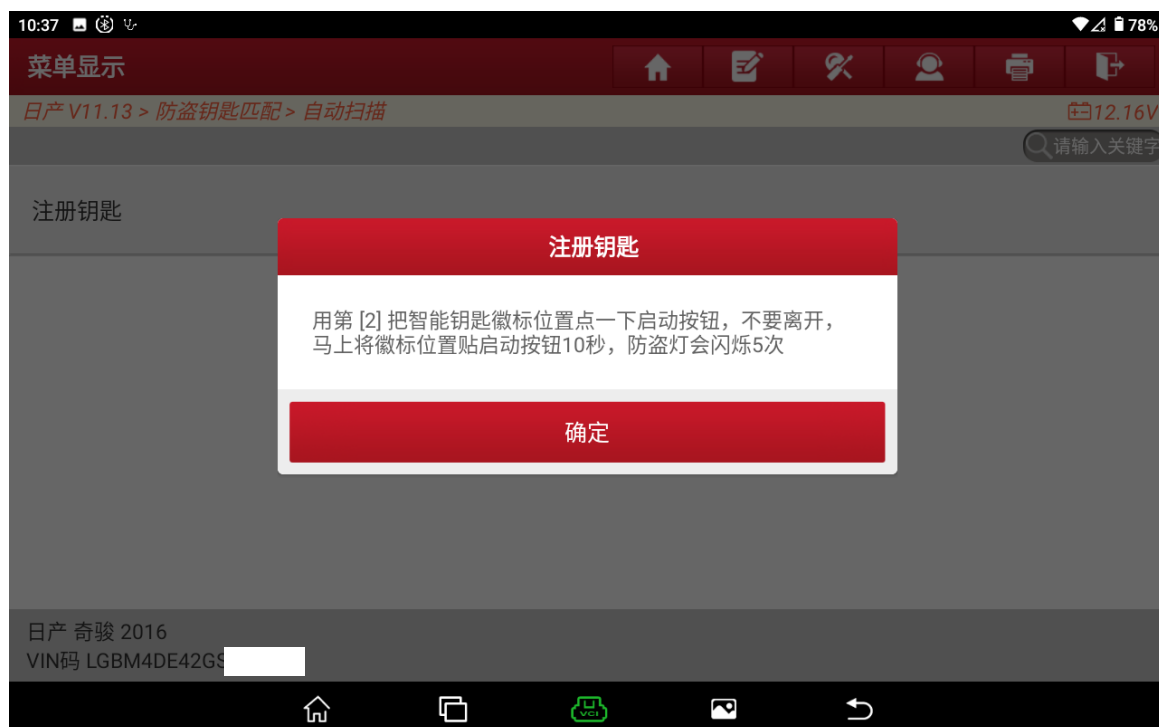 10:37
78%
菜单显示
日产 V11.13 > 防盗钥匙匹配 > 自动扫描
12.16V
请输入关键字
注册钥匙
注册钥匙
用第 [2] 把智能钥匙徽标位置点一下启动按钮，不要离开，
马上将徽标位置贴启动按钮10秒，防盗灯会闪烁5次
确定
日产 奇骏 2016
VIN码 LGBM4DE42GS
VCI